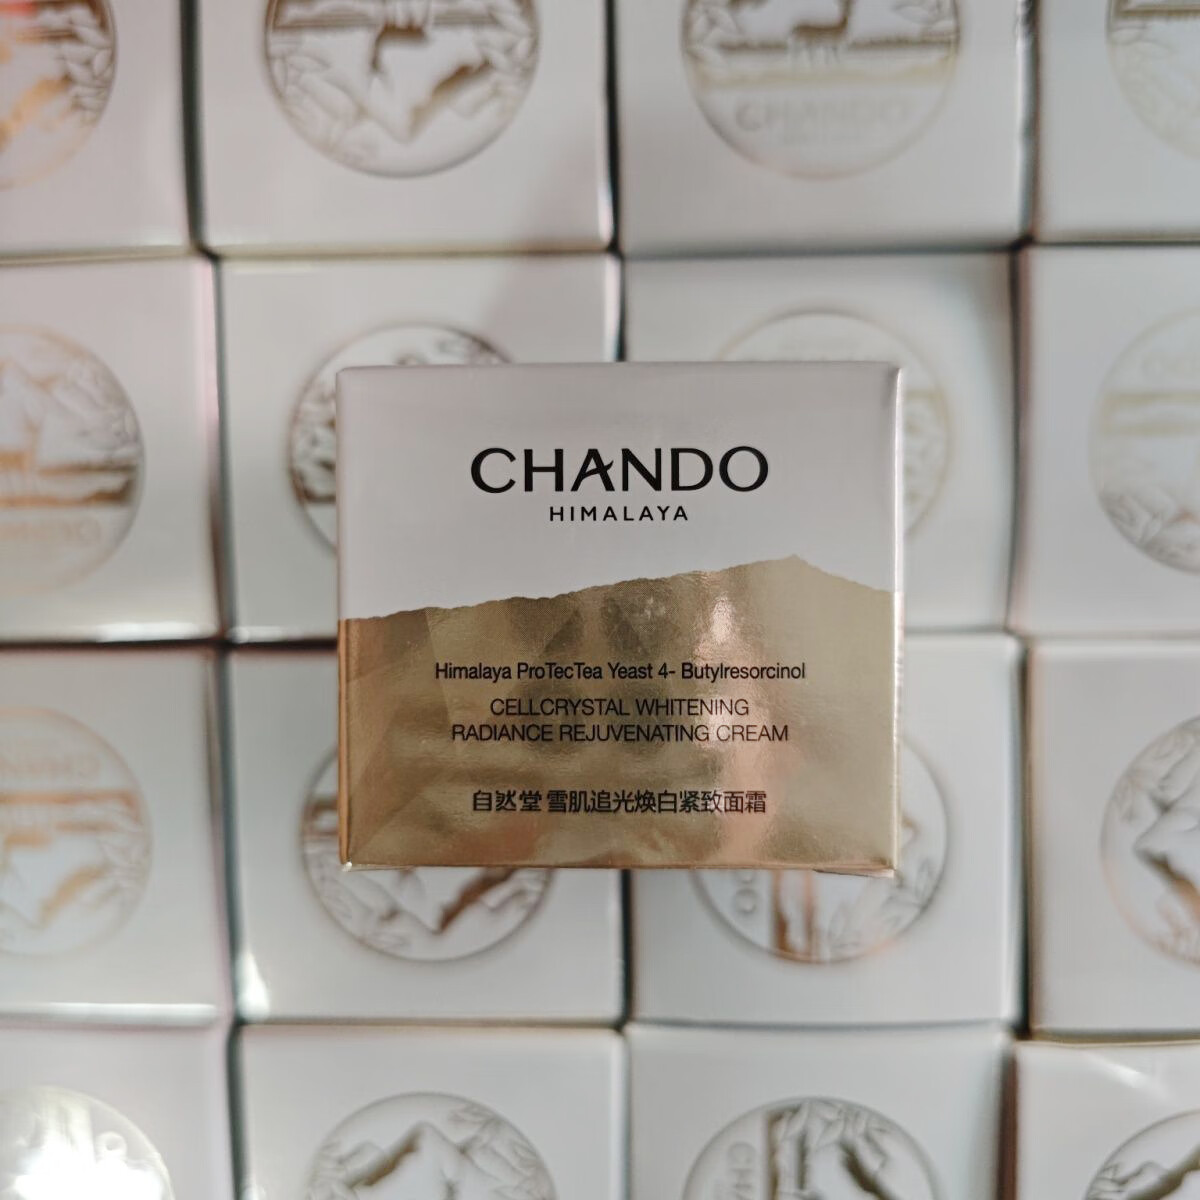 CHANDO
CHANDO
HIMALAYA
Himalaya ProTecTea Yeast 4- Butylresorcinol
CELLCRYSTAL WHITENING
RADIANCE REJUVENATING CREAM
自然堂 雪肌追光焕白紧致面霜